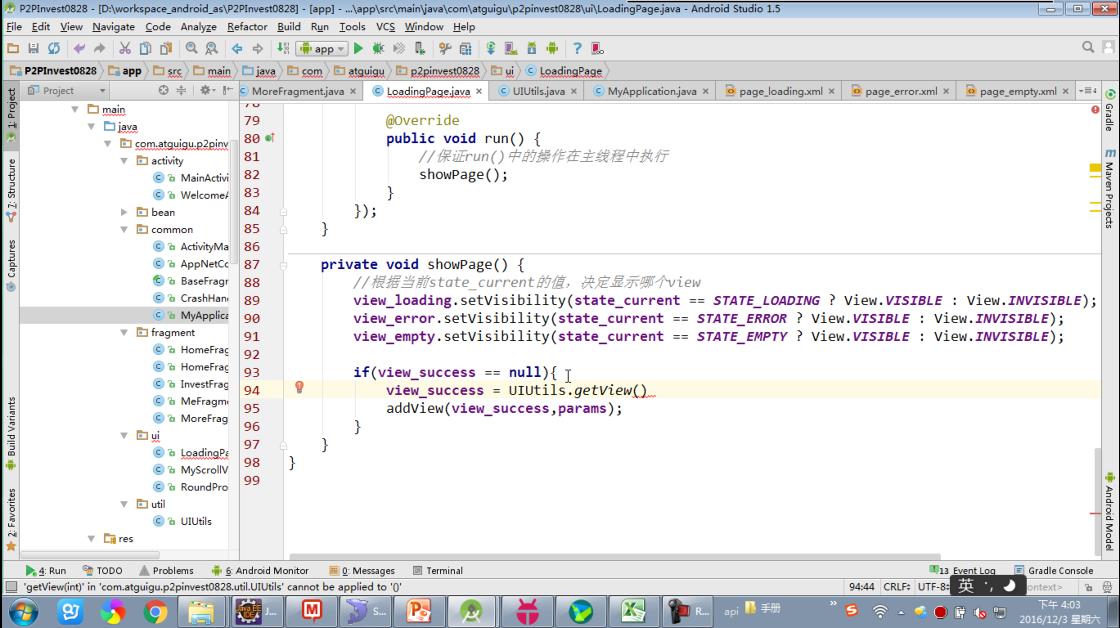 P2PInvest0828 - [D:\workspace_android_as\P2PInvest0828] - [app] - ...\app\src\main\java\com\atguigu\p2pinvest0828\ui\LoadingPage.java - Android Studio 1.5
File Edit View Navigate Code Analyze Refactor Build Run Tools VCS Window Help
app
P2PInvest0828 app src main java com atguigu p2pinvest0828 ui LoadingPage
Project MoreFragment.java LoadingPage.java UIUtils.java MyApplication.java page_loading.xml page_error.xml page_empty.xml
1: Project
7: Structure
Captures
Build Variants
2: Favorites
main
java
com.atguigu.p2pinv
activity
MainActivi
WelcomeA
bean
common
ActivityMa
AppNetCo
BaseFragr
CrashHan
MyApplica
fragment
HomeFrag
HomeFrag
InvestFrag
MeFragme
MoreFrag
ui
LoadingPa
MyScrollV
RoundPro
util
UIUtils
res
78
79 @Override
80 public void run() {
81 //保证run()中的操作在主线程中执行
82 showPage();
83 }
84 });
85 }
86
87 private void showPage() {
88 //根据当前state_current的值，决定显示哪个view
89 view_loading.setVisibility(state_current == STATE_LOADING ? View.VISIBLE : View.INVISIBLE);
90 view_error.setVisibility(state_current == STATE_ERROR ? View.VISIBLE : View.INVISIBLE);
91 view_empty.setVisibility(state_current == STATE_EMPTY ? View.VISIBLE : View.INVISIBLE);
92
93 if(view_success == null){
94 view_success = UIUtils.getView()
95 addView(view_success,params);
96 }
97 }
98 }
99
Gradle
Maven Projects
Android Model
4: Run TODO Problems 6: Android Monitor 0: Messages Terminal 13 Event Log Gradle Console
'getView(int)' in 'com.atguigu.p2pinvest0828.util.UIUtils' cannot be applied to '()' 94:44 CRLF÷ UTF-8÷ 英 ontext>
Java EE IDE J... S... R... api 手册
下午 4:03
2016/12/3 星期六